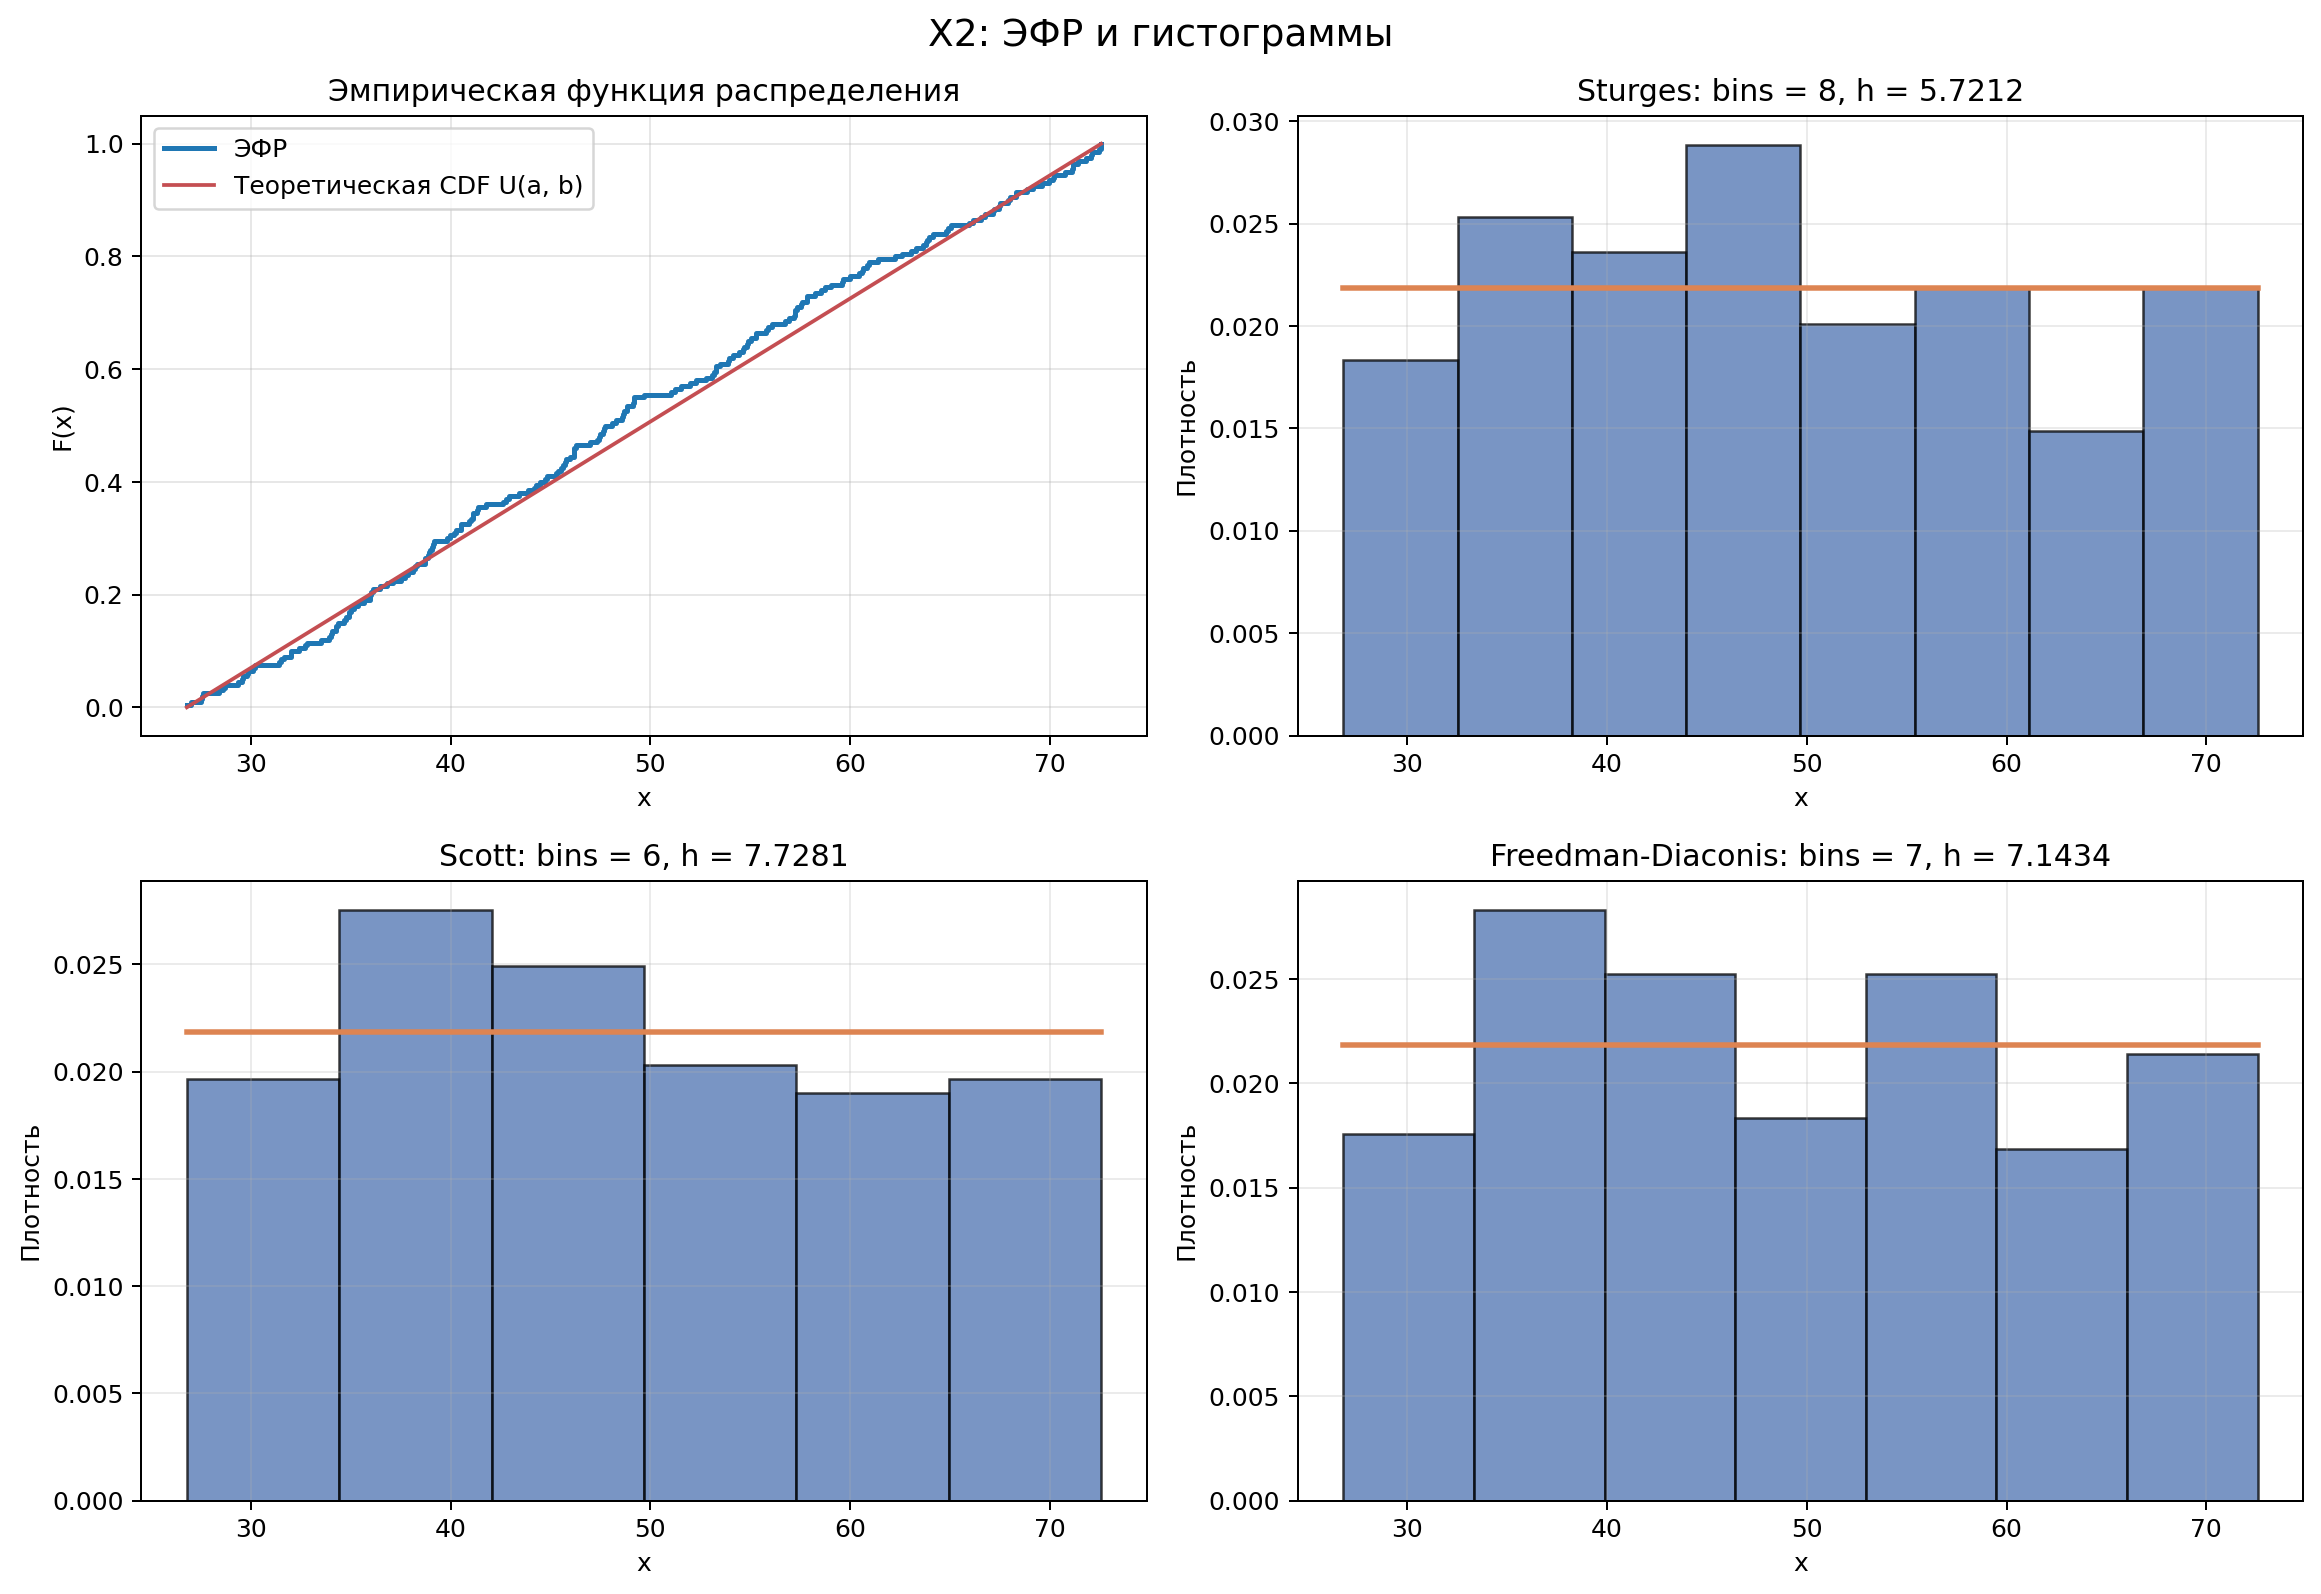 X2: ЭФР и гистограммы
Эмпирическая функция распределения
1.0
0.8
0.6
0.4
0.2
0.0
F(x)
ЭФР
Теоретическая CDF U(a, b)
30 40 50 60 70
x
Sturges: bins = 8, h = 5.7212
0.030
0.025
0.020
0.015
0.010
0.005
0.000
Плотность
30 40 50 60 70
x
Scott: bins = 6, h = 7.7281
0.025
0.020
0.015
0.010
0.005
0.000
Плотность
30 40 50 60 70
x
Freedman-Diaconis: bins = 7, h = 7.1434
0.025
0.020
0.015
0.010
0.005
0.000
Плотность
30 40 50 60 70
x